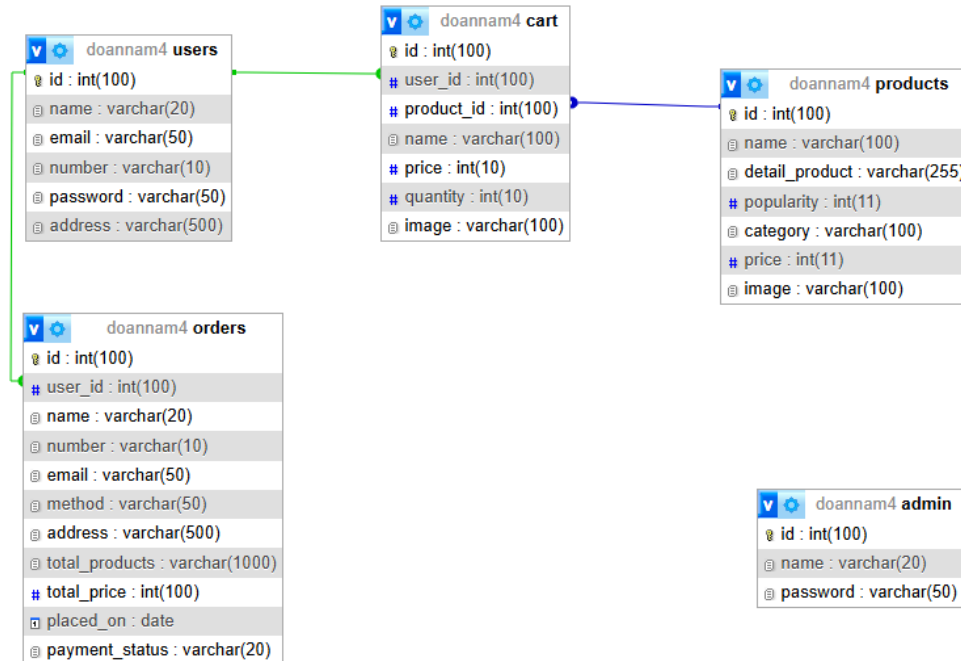 doannam4 users
id : int(100)
name : varchar(20)
email : varchar(50)
number : varchar(10)
password : varchar(50)
address : varchar(500)
doannam4 cart
id : int(100)
user_id : int(100)
product_id : int(100)
name : varchar(100)
price : int(10)
quantity : int(10)
image : varchar(100)
doannam4 products
id : int(100)
name : varchar(100)
detail_product : varchar(255)
popularity : int(11)
category : varchar(100)
price : int(11)
image : varchar(100)
doannam4 orders
id : int(100)
user_id : int(100)
name : varchar(20)
number : varchar(10)
email : varchar(50)
method : varchar(50)
address : varchar(500)
total_products : varchar(1000)
total_price : int(100)
placed_on : date
payment_status : varchar(20)
doannam4 admin
id : int(100)
name : varchar(20)
password : varchar(50)